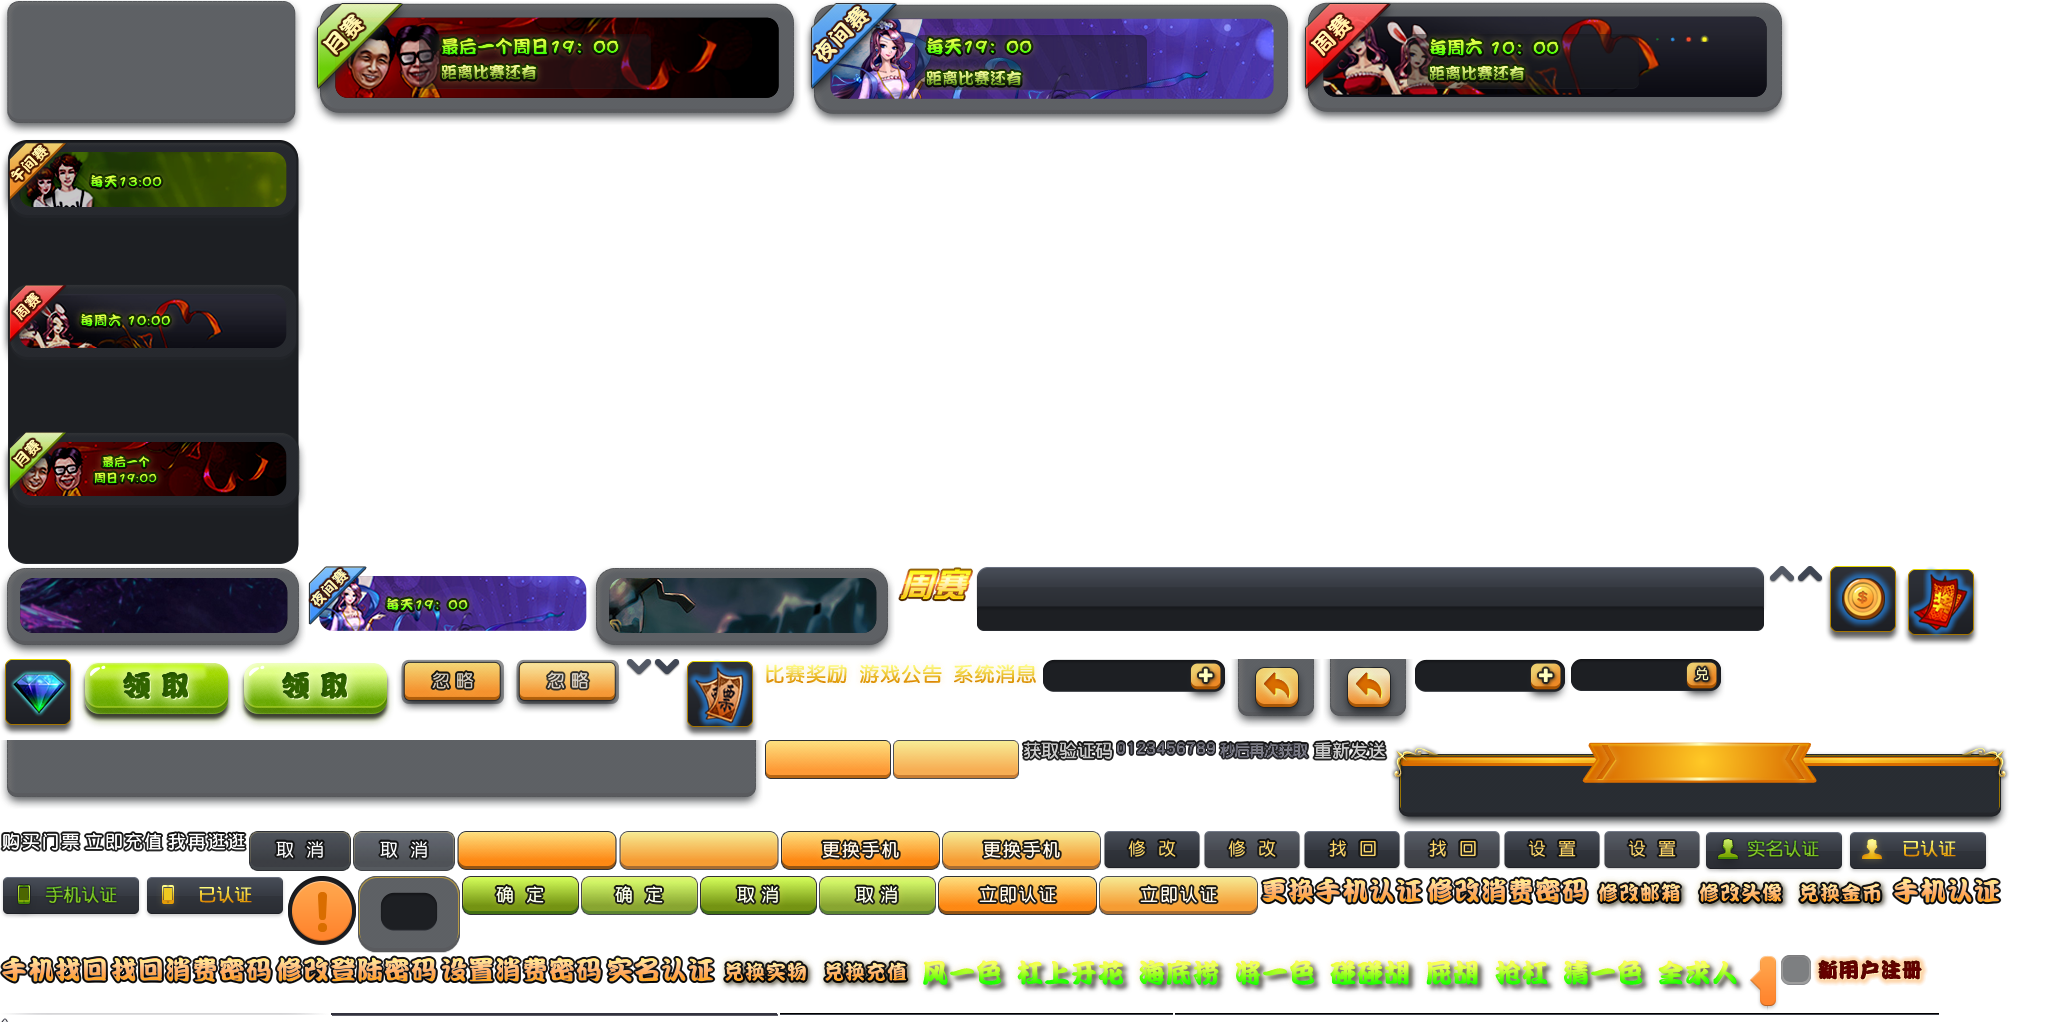 月赛
最后一个周日19：00
距离比赛还有
夜间赛
每天19：00
距离比赛还有
周赛
每周六 10：00
距离比赛还有
午间赛
每天13:00
周赛
每周六 10:00
月赛
最后一个
周日19:00
夜间赛
每天19：00
周赛
$
领取
领取
忽略
忽略
票
比赛奖励 游戏公告 系统消息
兑
获取验证码 0123456789 秒后再次获取 重新发送
购买门票 立即充值 我再逛逛
取消
取消
更换手机
更换手机
修改
修改
找回
找回
设置
设置
实名认证
已认证
手机认证
已认证
确定
确定
取消
取消
立即认证
立即认证
更换手机认证 修改消费密码 修改邮箱 修改头像 兑换金币 手机认证
手机找回 找回消费密码 修改登陆密码 设置消费密码 实名认证 兑换实物 兑换充值
风一色 杠上开花 海底捞 将一色 碰碰胡 屁胡 抢杠 清一色 全求人
新用户注册